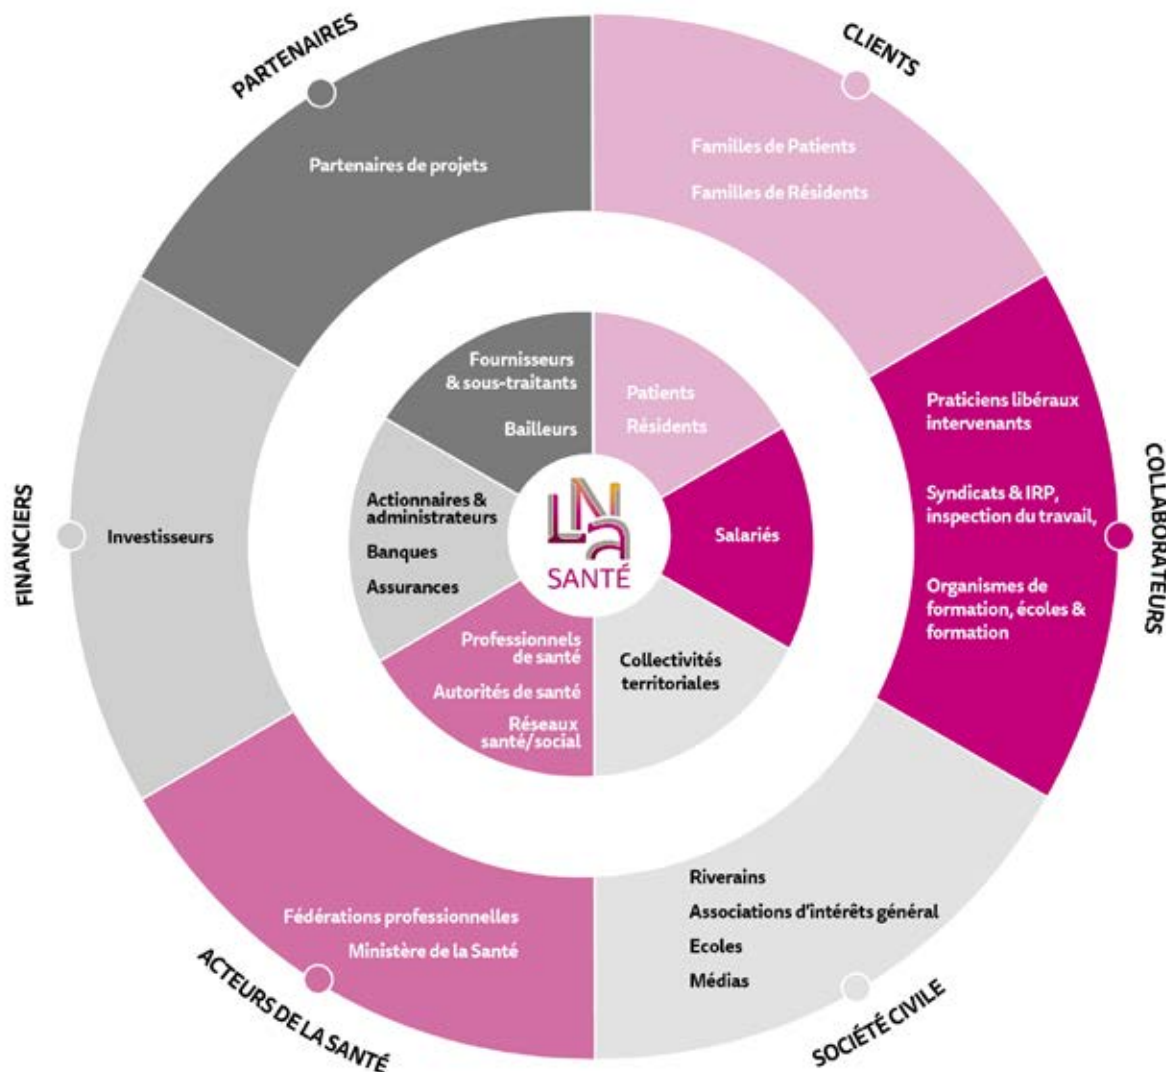 PARTENAIRES
CLIENTS
Partenaires de projets
Familles de Patients
Familles de Résidents
Fournisseurs
& sous-traitants
Bailleurs
Patients
Résidents
Praticiens libéraux
intervenants
Syndicats & IRP,
inspection du travail,
Organismes de
formation, écoles &
formation
COLLABORATEURS
FINANCIERS
Investisseurs
Actionnaires &
administrateurs
Banques
Assurances
LNa
SANTÉ
Salariés
Professionnels
de santé
Autorités de santé
Réseaux
santé/social
Collectivités
territoriales
Fédérations professionnelles
Ministère de la Santé
Riverains
Associations d'intérêts général
Ecoles
Médias
ACTEURS DE LA SANTÉ
SOCIÉTÉ CIVILE